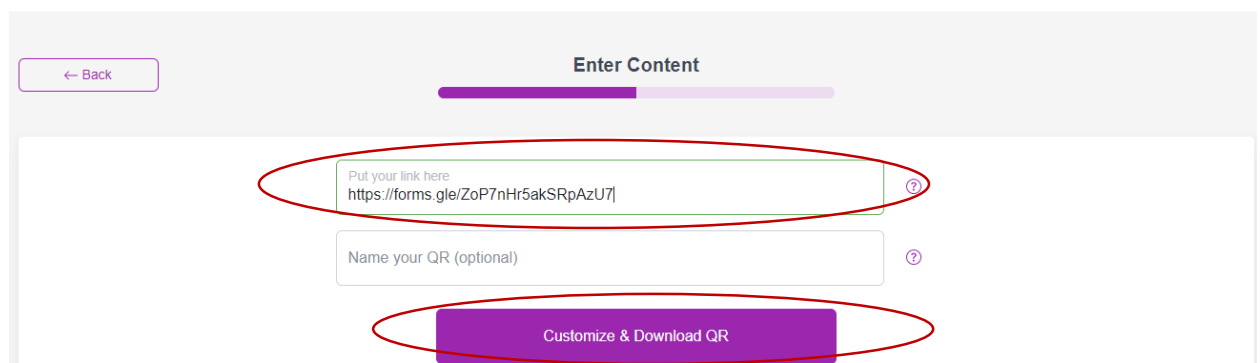 ← Back
Enter Content
Put your link here
https://forms.gle/ZoP7nHr5akSRpAzU7
?
Name your QR (optional)
?
Customize & Download QR